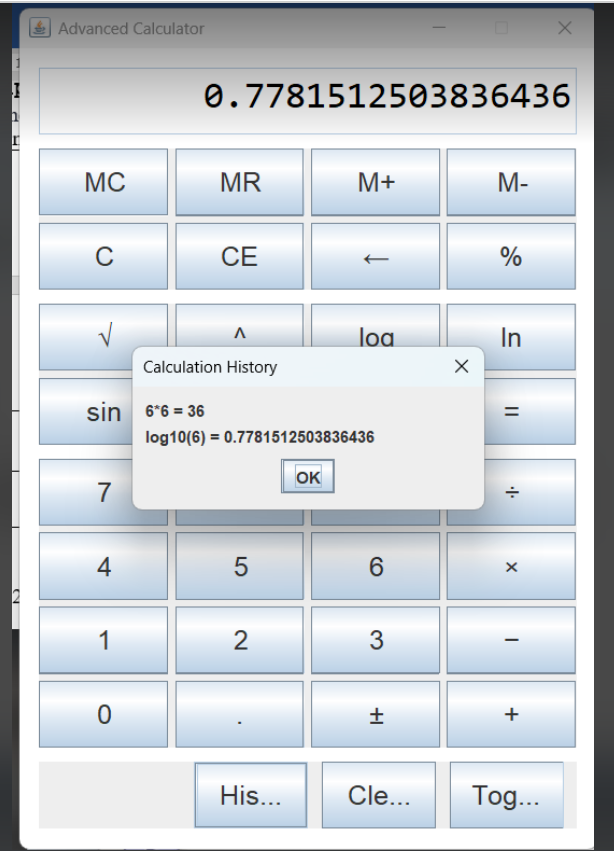 Advanced Calculator
0.7781512503836436
MC MR M+ M-
C CE ← %
√ ^ log ln
Calculation History
sin =
6*6 = 36
log10(6) = 0.7781512503836436
OK
7 ÷
4 5 6 ×
1 2 3 −
0 . ± +
His... Cle... Tog...